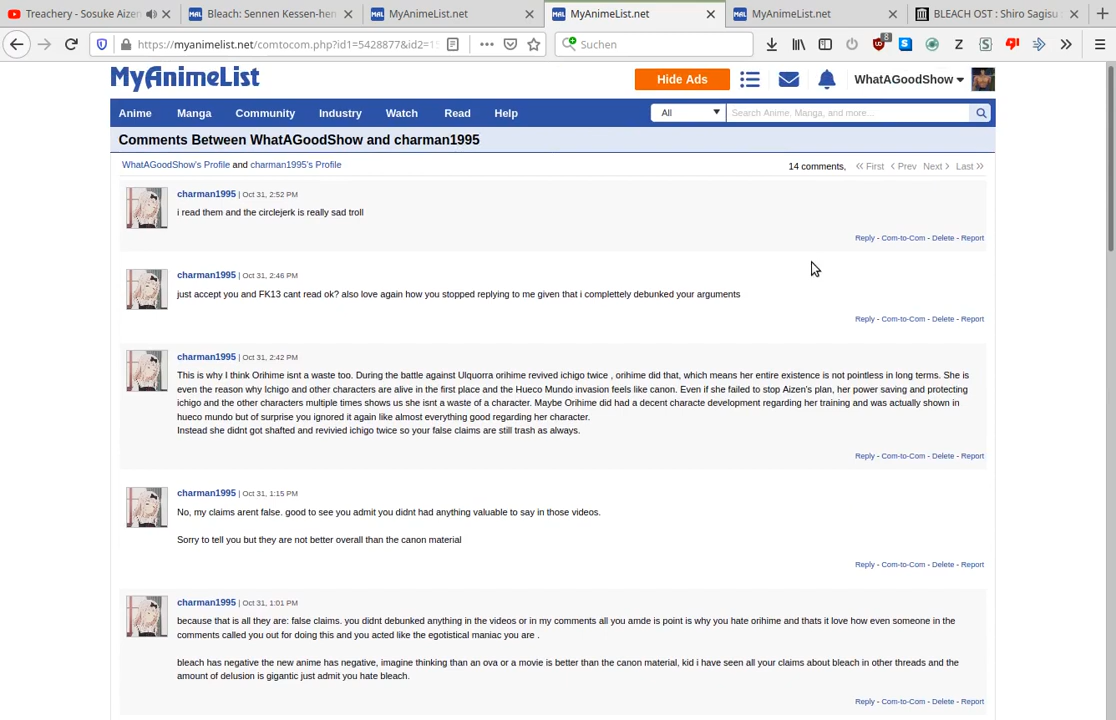 Treachery - Sosuke Aizen
Bleach: Sennen Kessen-hen
MyAnimeList.net
MyAnimeList.net
MyAnimeList.net
BLEACH OST : Shiro Sagisu
https://myanimelist.net/comtocom.php?id1=5428877&id2=1
Suchen
8
MyAnimeList
Hide Ads
WhatAGoodShow
Anime Manga Community Industry Watch Read Help
All
Search Anime, Manga, and more...
Comments Between WhatAGoodShow and charman1995
WhatAGoodShow's Profile and charman1995's Profile
14 comments, First Prev Next Last
charman1995 | Oct 31, 2:52 PM
i read them and the circlejerk is really sad troll
Reply - Com-to-Com - Delete - Report
charman1995 | Oct 31, 2:46 PM
just accept you and FK13 cant read ok? also love again how you stopped replying to me given that i complettely debunked your arguments
Reply - Com-to-Com - Delete - Report
charman1995 | Oct 31, 2:42 PM
This is why I think Orihime isnt a waste too. During the battle against Ulquorra orihime revived ichigo twice , orihime did that, which means her entire existence is not pointless in long terms. She is
even the reason why Ichigo and other characters are alive in the first place and the Hueco Mundo invasion feels like canon. Even if she failed to stop Aizen's plan, her power saving and protecting
ichigo and the other characters multiple times shows us she isnt a waste of a character. Maybe Orihime did had a decent characte development regarding her training and was actually shown in
hueco mundo but of surprise you ignored it again like almost everything good regarding her character.
Instead she didnt got shafted and revivied ichigo twice so your false claims are still trash as always.
Reply - Com-to-Com - Delete - Report
charman1995 | Oct 31, 1:15 PM
No, my claims arent false. good to see you admit you didnt had anything valuable to say in those videos.
Sorry to tell you but they are not better overall than the canon material
Reply - Com-to-Com - Delete - Report
charman1995 | Oct 31, 1:01 PM
because that is all they are: false claims. you didnt debunked anything in the videos or in my comments all you amde is point is why you hate orihime and thats it love how even someone in the
comments called you out for doing this and you acted like the egotistical maniac you are .
bleach has negative the new anime has negative, imagine thinking than an ova or a movie is better than the canon material, kid i have seen all your claims about bleach in other threads and the
amount of delusion is gigantic just admit you hate bleach.
Reply - Com-to-Com - Delete - Report